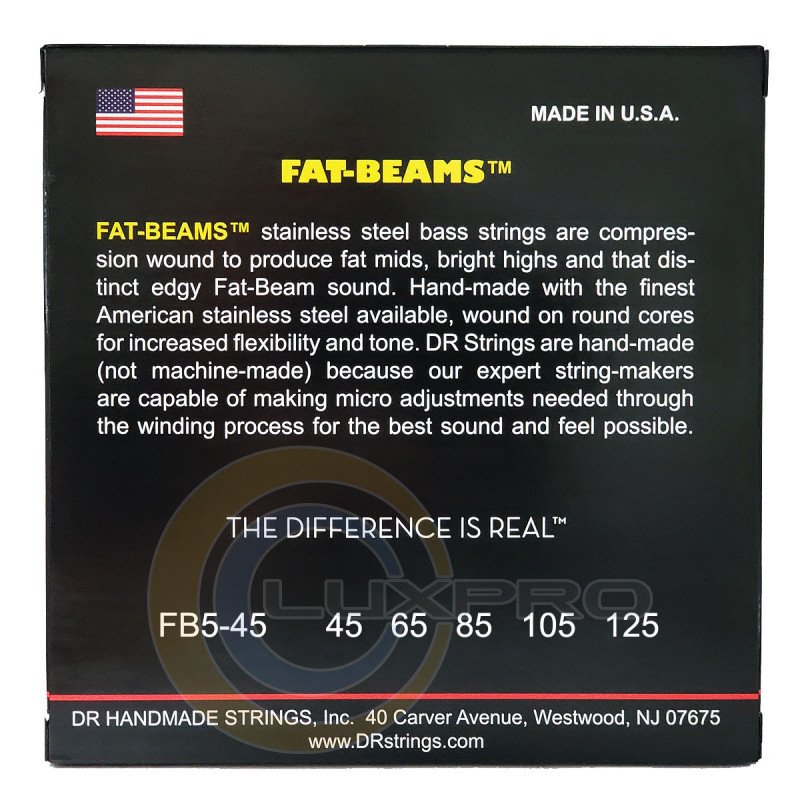 MADE IN U.S.A.
FAT-BEAMS™
FAT-BEAMS™ stainless steel bass strings are compres-
sion wound to produce fat mids, bright highs and that dis-
tinct edgy Fat-Beam sound. Hand-made with the finest
American stainless steel available, wound on round cores
for increased flexibility and tone. DR Strings are hand-made
(not machine-made) because our expert string-makers
are capable of making micro adjustments needed through
the winding process for the best sound and feel possible.
THE DIFFERENCE IS REAL™
LUXPRO
FB5-45 45 65 85 105 125
DR HANDMADE STRINGS, Inc. 40 Carver Avenue, Westwood, NJ 07675
www.DRstrings.com